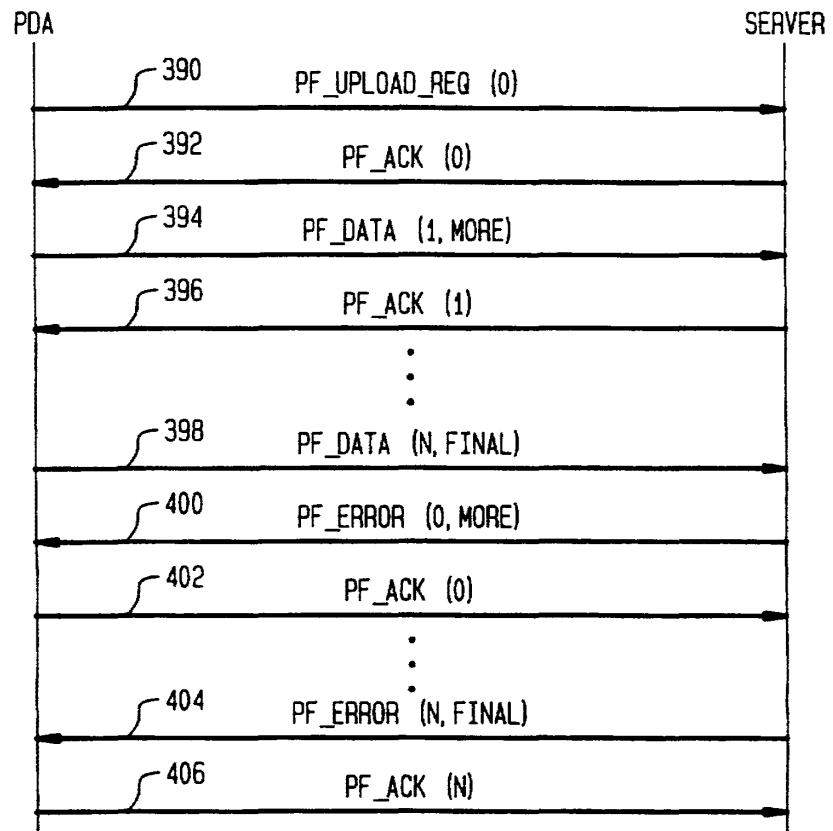 PDA SERVER
390 PF_UPLOAD_REQ (0)
392 PF_ACK (0)
394 PF_DATA (1, MORE)
396 PF_ACK (1)
398 PF_DATA (N, FINAL)
400 PF_ERROR (0, MORE)
402 PF_ACK (0)
404 PF_ERROR (N, FINAL)
406 PF_ACK (N)